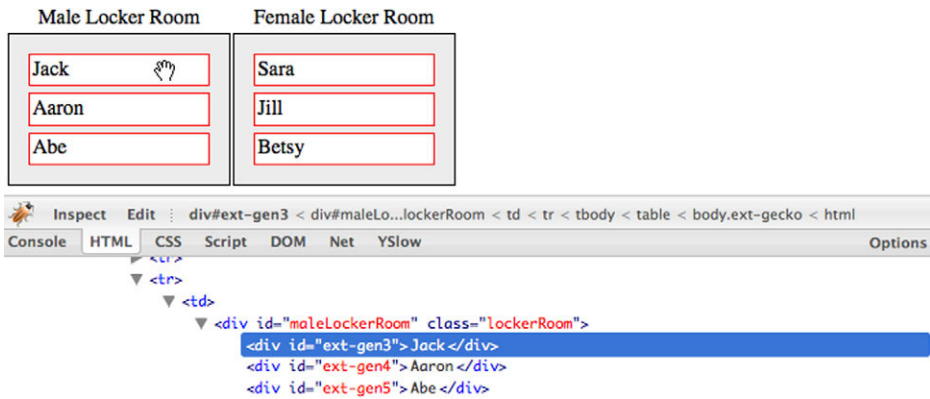 Male Locker Room Female Locker Room
Jack Sara
Aaron Jill
Abe Betsy
Inspect Edit div#ext-gen3 < div#maleLo...lockerRoom < td < tr < tbody < table < body.ext-gecko < html
Console HTML CSS Script DOM Net YSlow Options
<tr>
<tr>
<td>
<div id="maleLockerRoom" class="lockerRoom">
<div id="ext-gen3">Jack</div>
<div id="ext-gen4">Aaron</div>
<div id="ext-gen5">Abe</div>